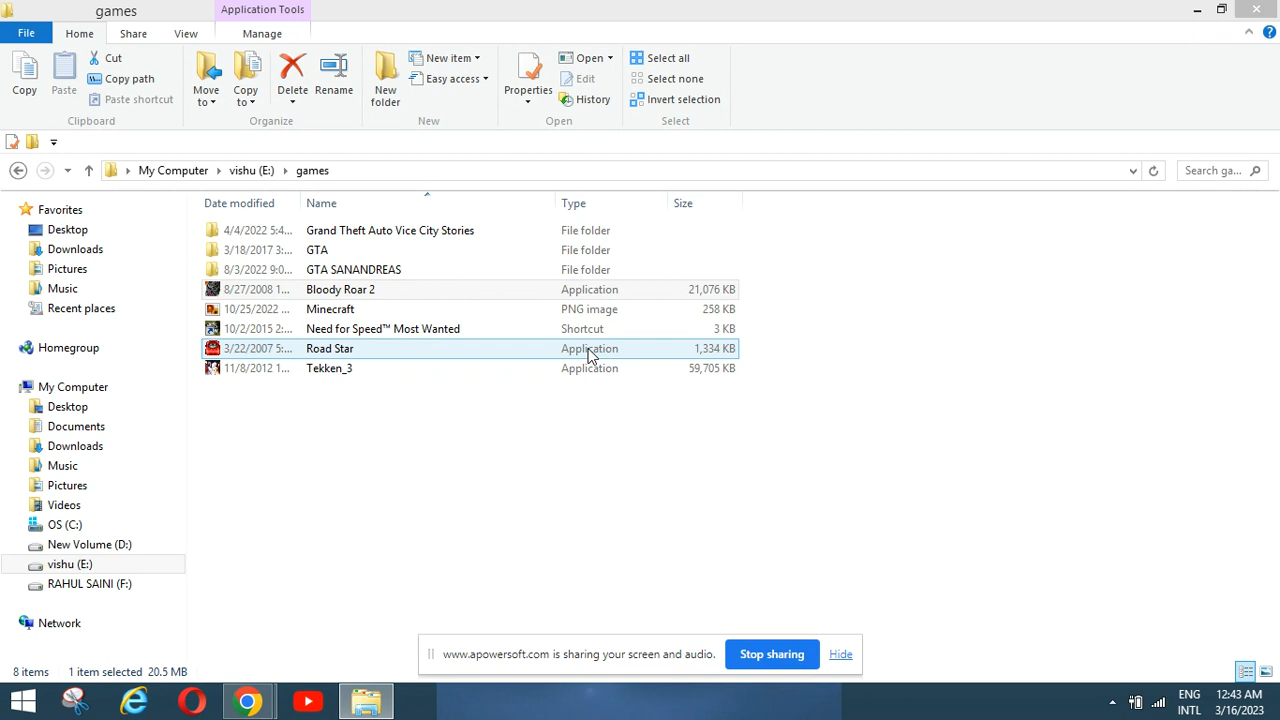 games
Application Tools
File Home Share View Manage
Copy Paste Cut Copy path Paste shortcut
Move to Copy to Delete Rename
New folder New item Easy access
Properties Open Edit History
Select all Select none Invert selection
Clipboard Organize New Open Select
My Computer vishu (E:) games Search ga...
Date modified Name Type Size
4/4/2022 5:4... Grand Theft Auto Vice City Stories File folder
3/18/2017 3:... GTA File folder
8/3/2022 9:0... GTA SANANDREAS File folder
8/27/2008 1... Bloody Roar 2 Application 21,076 KB
10/25/2022 ... Minecraft PNG image 258 KB
10/2/2015 2:... Need for Speed™ Most Wanted Shortcut 3 KB
3/22/2007 5:... Road Star Application 1,334 KB
11/8/2012 1... Tekken_3 Application 59,705 KB
Favorites
Desktop
Downloads
Pictures
Music
Recent places
Homegroup
My Computer
Desktop
Documents
Downloads
Music
Pictures
Videos
OS (C:)
New Volume (D:)
vishu (E:)
RAHUL SAINI (F:)
Network
www.apowersoft.com is sharing your screen and audio. Stop sharing Hide
8 items 1 item selected 20.5 MB
ENG 12:43 AM
INTL 3/16/2023